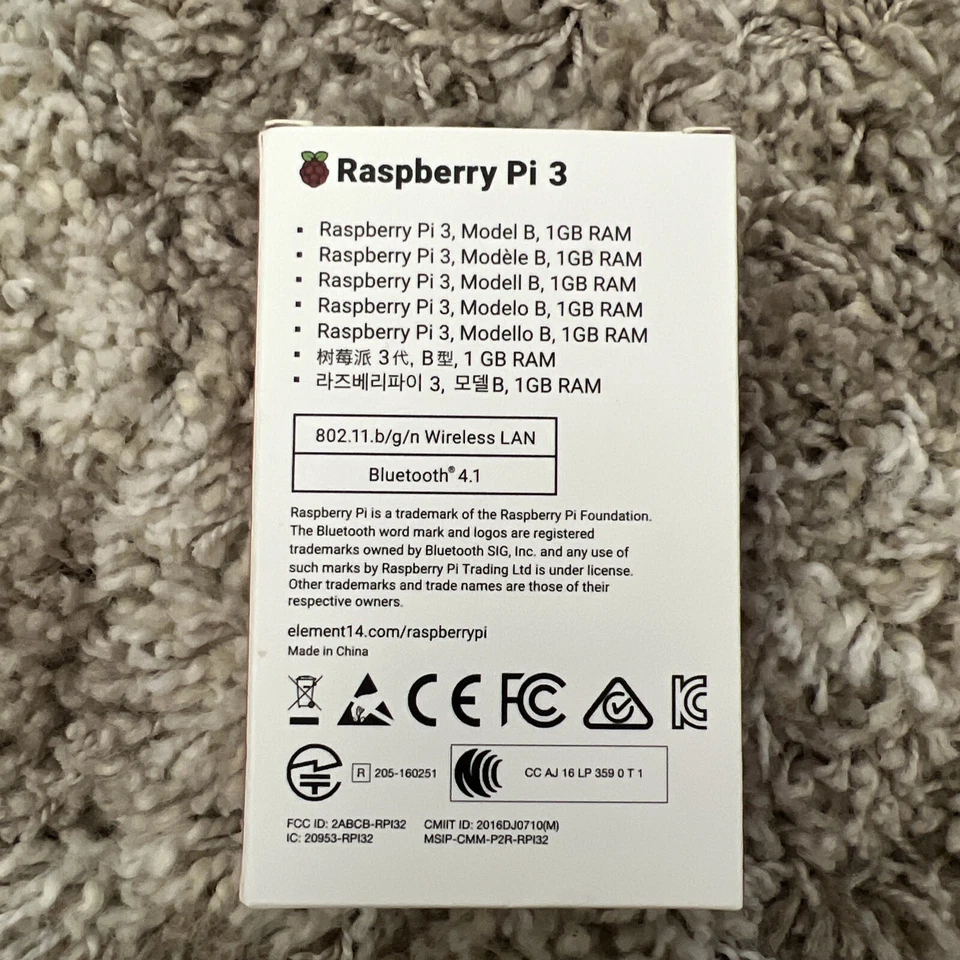 Raspberry Pi 3
▪ Raspberry Pi 3, Model B, 1GB RAM
▪ Raspberry Pi 3, Modèle B, 1GB RAM
▪ Raspberry Pi 3, Modell B, 1GB RAM
▪ Raspberry Pi 3, Modelo B, 1GB RAM
▪ Raspberry Pi 3, Modello B, 1GB RAM
▪ 树莓派 3代, B型, 1 GB RAM
▪ 라즈베리파이 3, 모델B, 1GB RAM
802.11.b/g/n Wireless LAN
Bluetooth® 4.1
Raspberry Pi is a trademark of the Raspberry Pi Foundation.
The Bluetooth word mark and logos are registered
trademarks owned by Bluetooth SIG, Inc. and any use of
such marks by Raspberry Pi Trading Ltd is under license.
Other trademarks and trade names are those of their
respective owners.
element14.com/raspberrypi
Made in China
CE FC KC
R 205-160251 CC AJ 16 LP 359 0 T 1
FCC ID: 2ABCB-RPI32 CMIIT ID: 2016DJ0710(M)
IC: 20953-RPI32 MSIP-CMM-P2R-RPI32